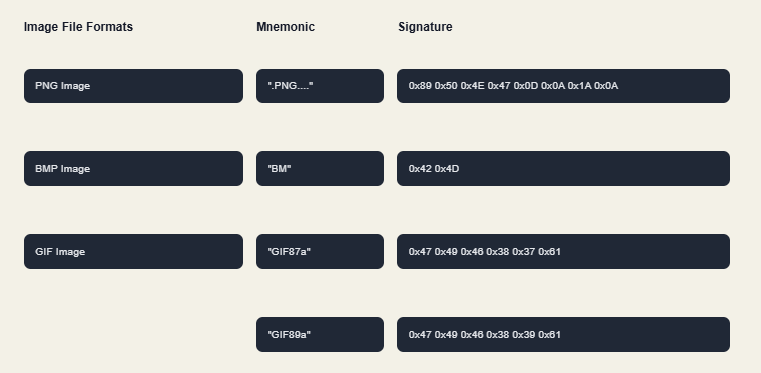 Image File Formats Mnemonic Signature
PNG Image ".PNG...." 0x89 0x50 0x4E 0x47 0x0D 0x0A 0x1A 0x0A
BMP Image "BM" 0x42 0x4D
GIF Image "GIF87a" 0x47 0x49 0x46 0x38 0x37 0x61
"GIF89a" 0x47 0x49 0x46 0x38 0x39 0x61